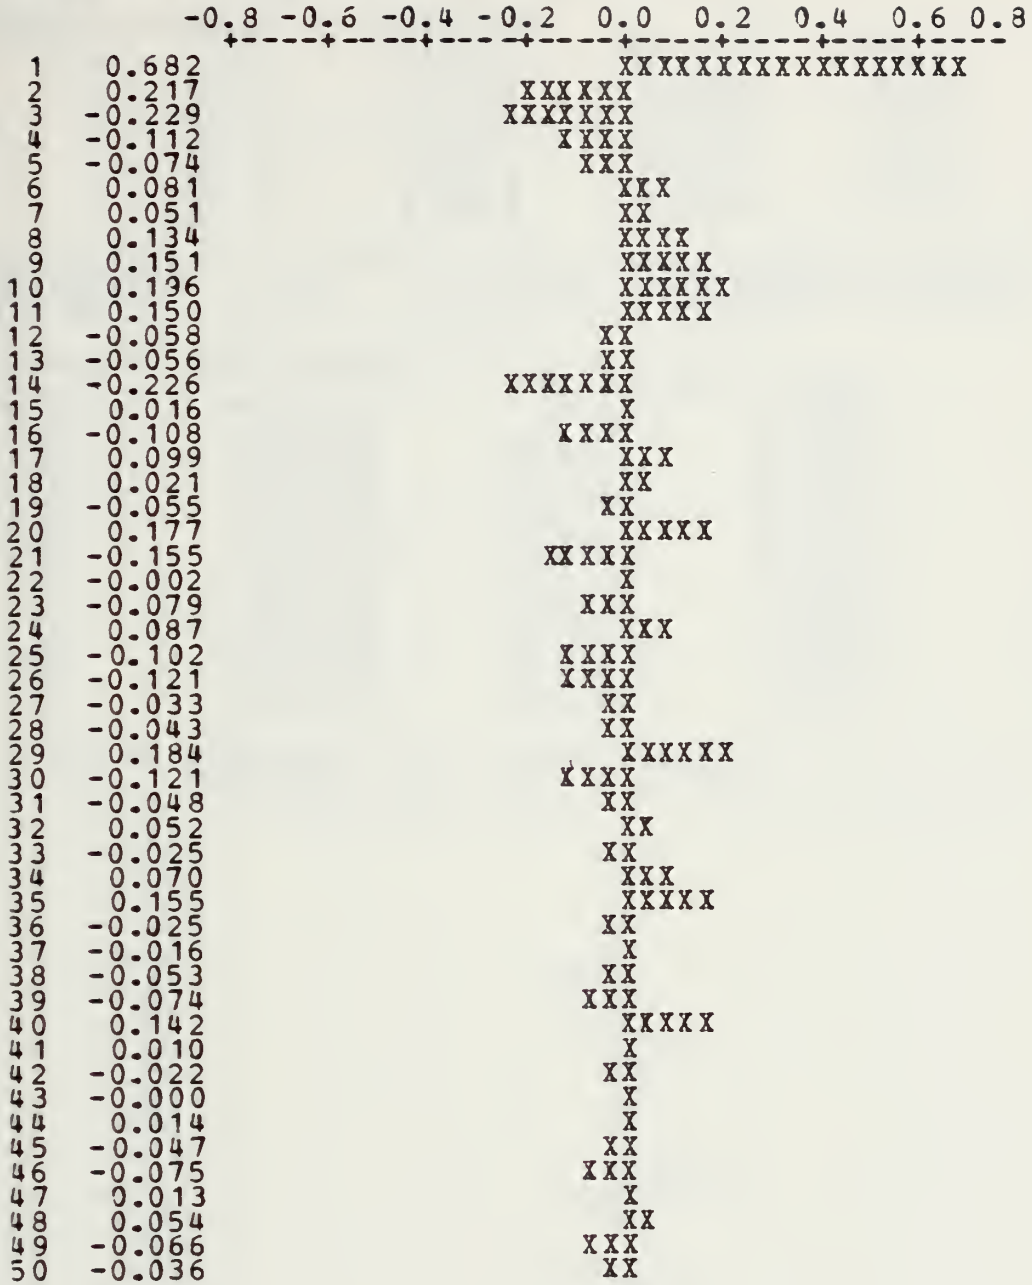 -0.8 -0.6 -0.4 -0.2 0.0 0.2 0.4 0.6 0.8
+----+----+----+----+----+----+----+----+
1 0.682 XXXXXXXXXXXXXXXXXX
2 0.217 XXXXXX
3 -0.229 XXXXXXX
4 -0.112 XXXX
5 -0.074 XXX
6 0.081 XXX
7 0.051 XX
8 0.134 XXXX
9 0.151 XXXXX
10 0.196 XXXXXX
11 0.150 XXXXX
12 -0.058 XX
13 -0.056 XX
14 -0.226 XXXXXXX
15 0.016 X
16 -0.108 XXXX
17 0.099 XXX
18 0.021 XX
19 -0.055 XX
20 0.177 XXXXX
21 -0.155 XXXXX
22 -0.002 X
23 -0.079 XXX
24 0.087 XXX
25 -0.102 XXXX
26 -0.121 XXXX
27 -0.033 XX
28 -0.043 XX
29 0.184 XXXXXX
30 -0.121 XXXX
31 -0.048 XX
32 0.052 XX
33 -0.025 XX
34 0.070 XXX
35 0.155 XXXXX
36 -0.025 XX
37 -0.016 X
38 -0.053 XX
39 -0.074 XXX
40 0.142 XXXXX
41 0.010 X
42 -0.022 XX
43 -0.000 X
44 0.014 X
45 -0.047 XX
46 -0.075 XXX
47 0.013 X
48 0.054 XX
49 -0.066 XXX
50 -0.036 XX